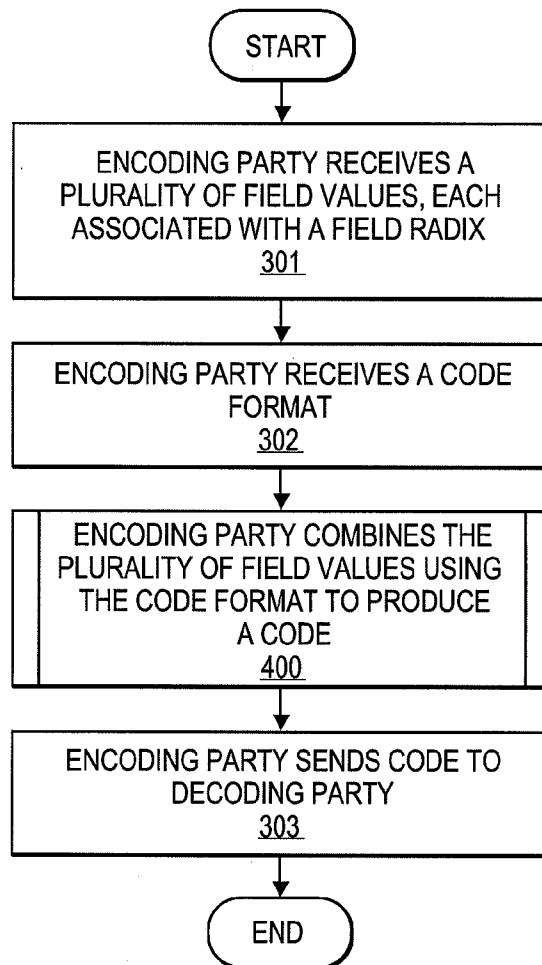 START
ENCODING PARTY RECEIVES A
PLURALITY OF FIELD VALUES, EACH
ASSOCIATED WITH A FIELD RADIX
301
ENCODING PARTY RECEIVES A CODE
FORMAT
302
ENCODING PARTY COMBINES THE
PLURALITY OF FIELD VALUES USING
THE CODE FORMAT TO PRODUCE
A CODE
400
ENCODING PARTY SENDS CODE TO
DECODING PARTY
303
END